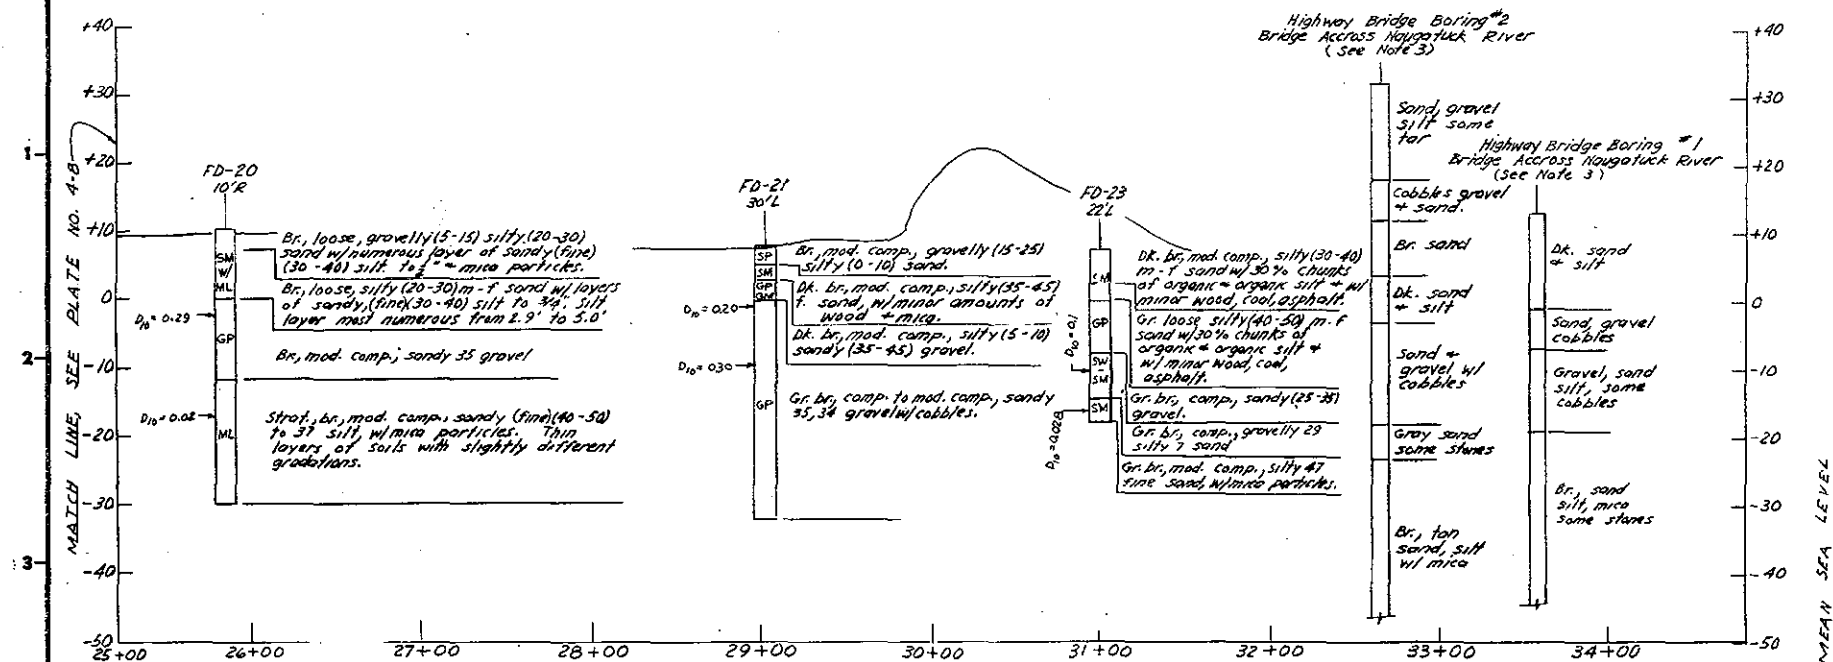 Highway Bridge Boring #2
Bridge Accross Naugatuck River
(See Note 3)
+40
+30
+20
+10
0
-10
-20
-30
-40
-50
MATCH LINE, SEE PLATE NO. 4-8
1
2
3
FD-20
10'R
SM
W/
ML
GP
ML
D10 = 0.29
D10 = 0.02
Br., loose, gravelly (5-15) silty (20-30)
sand w/ numerous layer of sandy (fine)
(30-40) silt to ½" + mica particles.
Br., loose, silty (20-30) m-f sand w/ layers
of sandy, (fine) (30-40) silt to 3/4", silt
layer most numerous from 2.9' to 5.0'
Br., mod. comp., sandy 35 gravel
Strat., br., mod. comp., sandy (fine) (40-50)
to 37 silt, w/ mica particles. Thin
layers of soils with slightly different
gradations.
FD-21
30'L
SP
SM
GP
GM
GP
D10 = 0.20
D10 = 0.30
Br., mod. comp., gravelly (15-25)
silty (0-10) sand.
Dk. br., mod. comp., silty (35-45)
f. sand, w/ minor amounts of
wood + mica.
Dk. br., mod. comp., silty (5-10)
sandy (35-45) gravel.
Gr. br., comp. to mod. comp., sandy
35, 34 gravel w/ cobbles.
FD-23
22'L
SM
GP
SW
-
SM
SM
D10 = 0.1
D10 = 0.028
Dk. br., mod. comp., silty (30-40)
m-f sand w/ 30% chunks
of organic + organic silt + w/
minor wood, coal, asphalt.
Gr. loose silty (40-50) m-f
sand w/ 30% chunks of
organic + organic silt +
w/ minor wood, coal,
asphalt.
Gr. br., comp., sandy (25-35)
gravel.
Gr. br., comp., gravelly 29
silty 7 sand
Gr. br., mod. comp., silty 47
fine sand, w/ mica particles.
Sand, gravel
silt some
tar
Cobbles gravel
+ sand.
Br. sand
Dk. sand
+ silt
Sand +
gravel w/
cobbles
Gray sand
some stones
Br., tan
sand, silt
w/ mica
Highway Bridge Boring #1
Bridge Accross Naugatuck River
(See Note 3)
Dk. sand
+ silt
Sand, gravel
cobbles
Gravel, sand
silt, some
cobbles
Br., sand
silt, mica
some stones
+40
+30
+20
+10
0
-10
-20
-30
-40
-50
MEAN SEA LEVEL
25+00
26+00
27+00
28+00
29+00
30+00
31+00
32+00
33+00
34+00